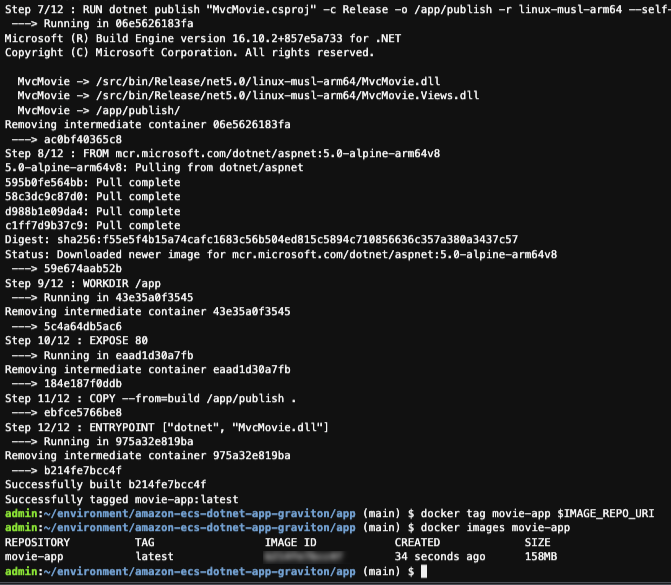 Step 7/12 : RUN dotnet publish "MvcMovie.csproj" -c Release -o /app/publish -r linux-musl-arm64 --self-
 ---> Running in 06e5626183fa
Microsoft (R) Build Engine version 16.10.2+857e5a733 for .NET
Copyright (C) Microsoft Corporation. All rights reserved.
MvcMovie -> /src/bin/Release/net5.0/linux-musl-arm64/MvcMovie.dll
MvcMovie -> /src/bin/Release/net5.0/linux-musl-arm64/MvcMovie.Views.dll
MvcMovie -> /app/publish/
Removing intermediate container 06e5626183fa
 ---> ac0bf40365c8
Step 8/12 : FROM mcr.microsoft.com/dotnet/aspnet:5.0-alpine-arm64v8
5.0-alpine-arm64v8: Pulling from dotnet/aspnet
595b0fe564bb: Pull complete
58c3dc9c87d0: Pull complete
d988b1e09da4: Pull complete
c1ff7d9b37c9: Pull complete
Digest: sha256:f55e5f4b15a74cafc1683c56b504ed815c5894c710856636c357a380a3437c57
Status: Downloaded newer image for mcr.microsoft.com/dotnet/aspnet:5.0-alpine-arm64v8
 ---> 59e674aab52b
Step 9/12 : WORKDIR /app
 ---> Running in 43e35a0f3545
Removing intermediate container 43e35a0f3545
 ---> 5c4a64db5ac6
Step 10/12 : EXPOSE 80
 ---> Running in eaad1d30a7fb
Removing intermediate container eaad1d30a7fb
 ---> 184e187f0ddb
Step 11/12 : COPY --from=build /app/publish .
 ---> ebfce5766be8
Step 12/12 : ENTRYPOINT ["dotnet", "MvcMovie.dll"]
 ---> Running in 975a32e819ba
Removing intermediate container 975a32e819ba
 ---> b214fe7bcc4f
Successfully built b214fe7bcc4f
Successfully tagged movie-app:latest
admin:~/environment/amazon-ecs-dotnet-app-graviton/app (main) $ docker tag movie-app $IMAGE_REPO_URI
admin:~/environment/amazon-ecs-dotnet-app-graviton/app (main) $ docker images movie-app
REPOSITORY TAG IMAGE ID CREATED SIZE
movie-app latest 34 seconds ago 158MB
admin:~/environment/amazon-ecs-dotnet-app-graviton/app (main) $